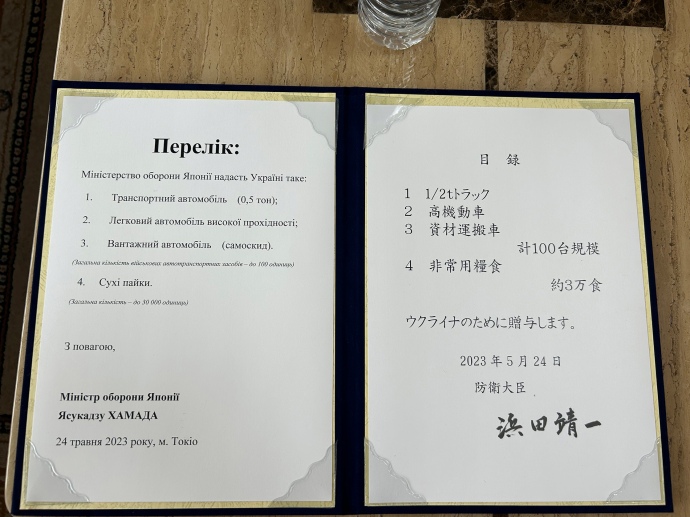 Перелік:
Міністерство оборони Японії надасть Україні таке:
1. Транспортний автомобіль (0,5 тон);
2. Легковий автомобіль високої прохідності;
3. Вантажний автомобіль (самоскид).
(Загальна кількість військових автотранспортних засобів – до 100 одиниць)
4. Сухі пайки.
(Загальна кількість – до 30 000 одиниць)
З повагою,
Міністр оборони Японії
Ясукадзу ХАМАДА
24 травня 2023 року, м. Токіо
目 録
1 1/2tトラック
2 高機動車
3 資材運搬車
計100台規模
4 非常用糧食
約3万食
ウクライナのために贈与します。
2023 年 5 月 24 日
防衛大臣
浜田靖一